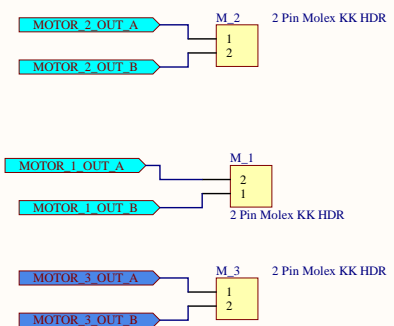 M_2 2 Pin Molex KK HDR
MOTOR_2_OUT_A
1
2
MOTOR_2_OUT_B
M_1
MOTOR_1_OUT_A
2
1
MOTOR_1_OUT_B
2 Pin Molex KK HDR
M_3 2 Pin Molex KK HDR
MOTOR_3_OUT_A
1
2
MOTOR_3_OUT_B